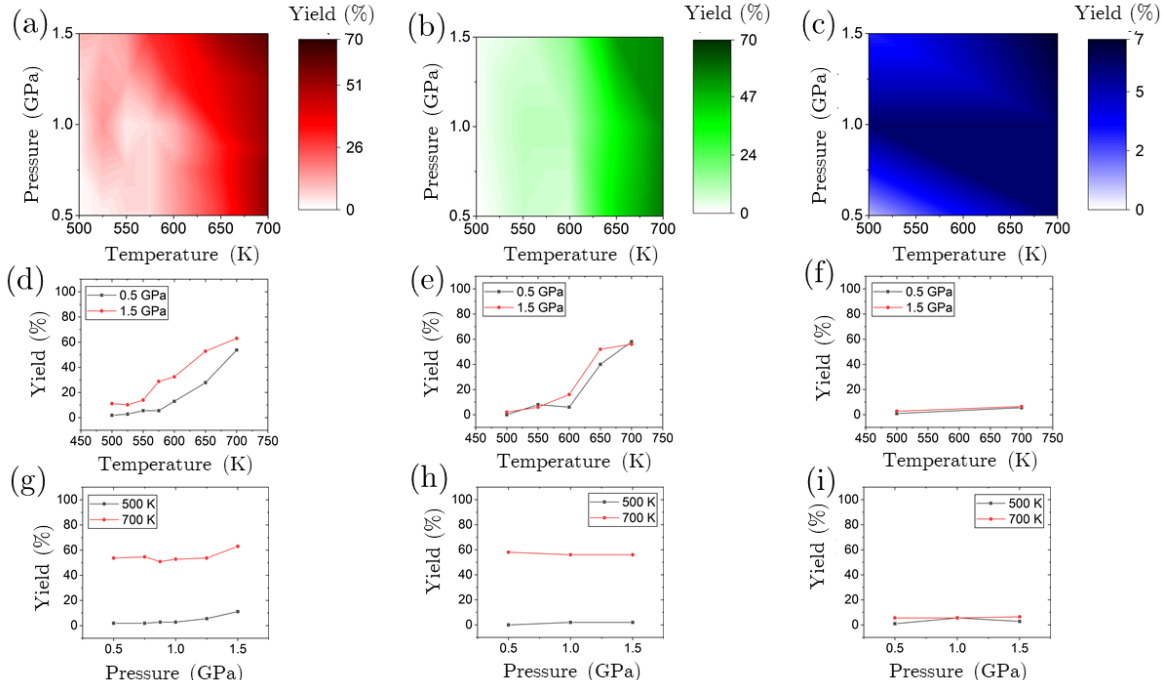 (a)
Yield (%)
70
51
26
0
Pressure (GPa)
1.5
1.0
0.5
500 550 600 650 700
Temperature (K)
(b)
Yield (%)
70
47
24
0
Pressure (GPa)
1.5
1.0
0.5
500 550 600 650 700
Temperature (K)
(c)
Yield (%)
7
5
2
0
Pressure (GPa)
1.5
1.0
0.5
500 550 600 650 700
Temperature (K)
(d)
Yield (%)
100
80
60
40
20
0
0.5 GPa
1.5 GPa
450 500 550 600 650 700 750
Temperature (K)
(e)
Yield (%)
100
80
60
40
20
0
0.5 GPa
1.5 GPa
450 500 550 600 650 700 750
Temperature (K)
(f)
Yield (%)
100
80
60
40
20
0
0.5 GPa
1.5 GPa
450 500 550 600 650 700 750
Temperature (K)
(g)
Yield (%)
100
80
60
40
20
0
500 K
700 K
0.5 1.0 1.5
Pressure (GPa)
(h)
Yield (%)
100
80
60
40
20
0
500 K
700 K
0.5 1.0 1.5
Pressure (GPa)
(i)
Yield (%)
100
80
60
40
20
0
500 K
700 K
0.5 1.0 1.5
Pressure (GPa)